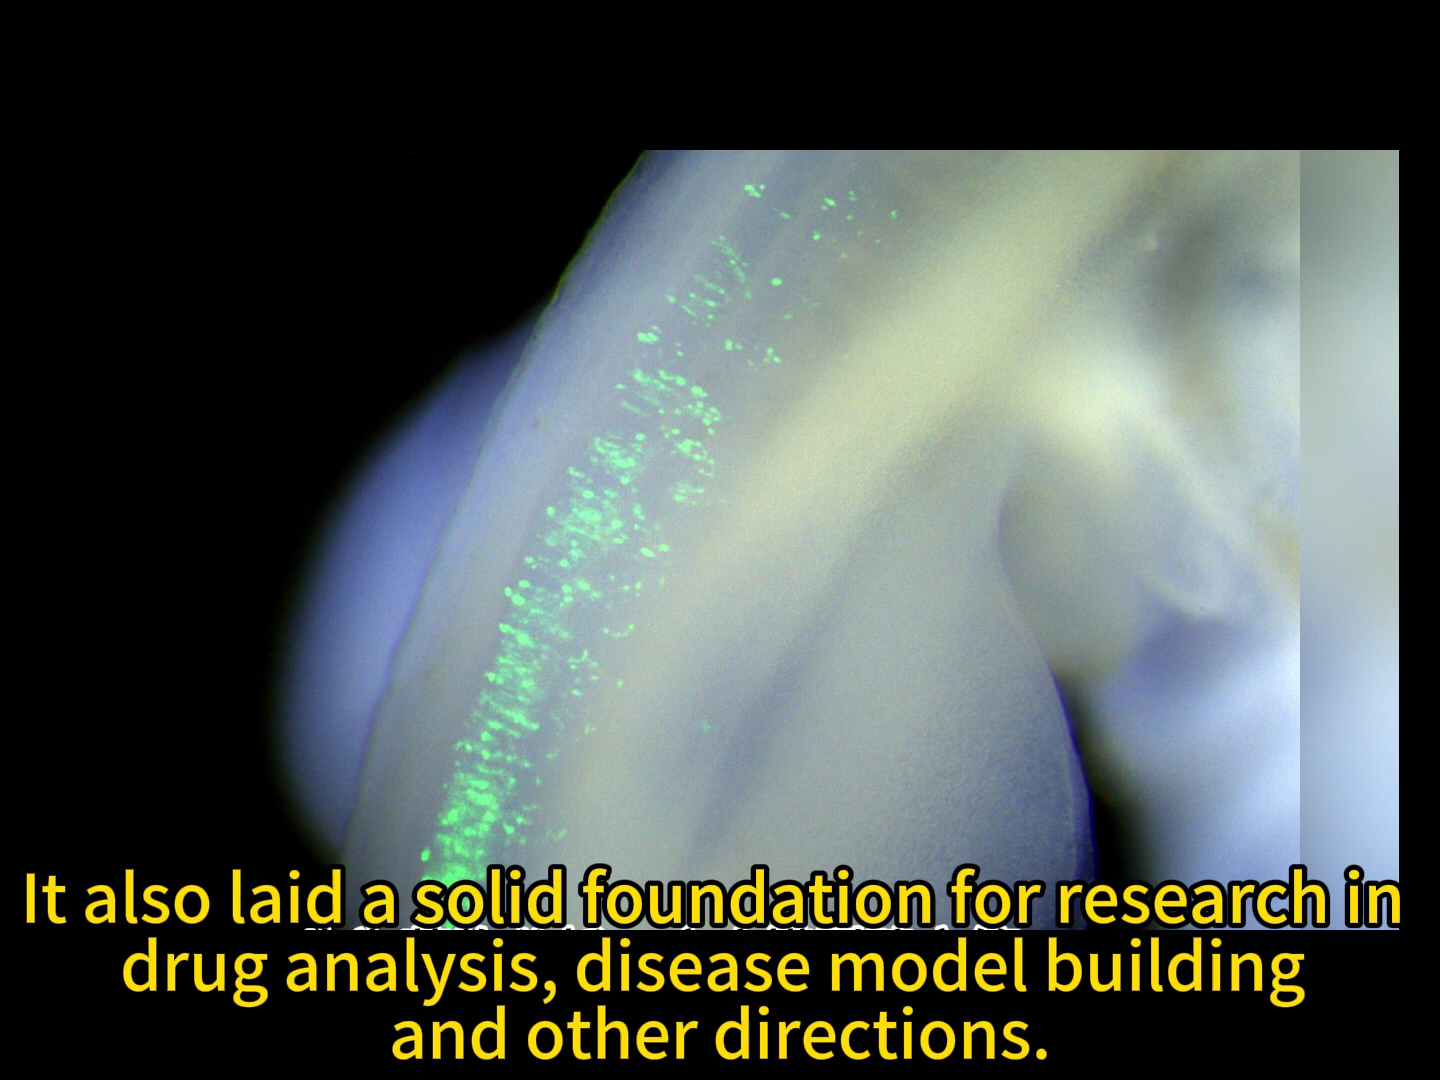 It also laid a solid foundation for research in
drug analysis, disease model building
and other directions.